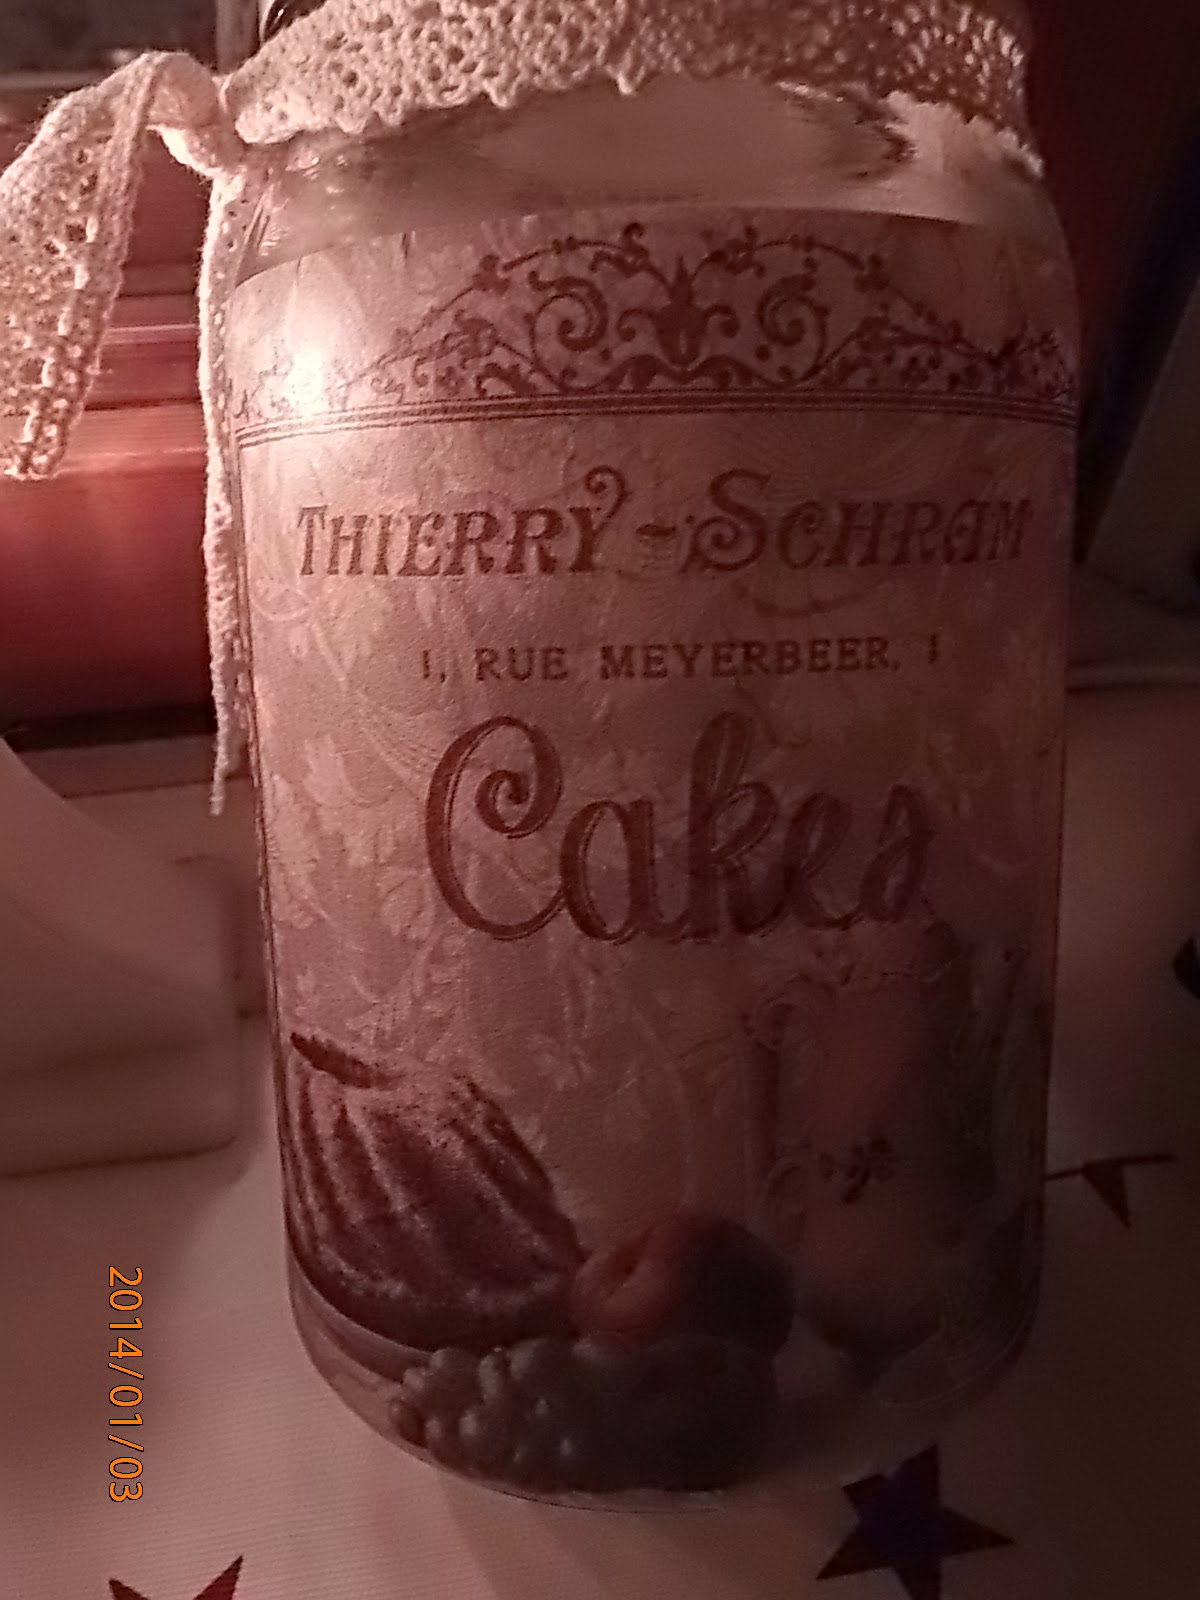 THIERRY-SCHRAM
1, RUE MEYERBEER, 1
Cakes
2014/01/03